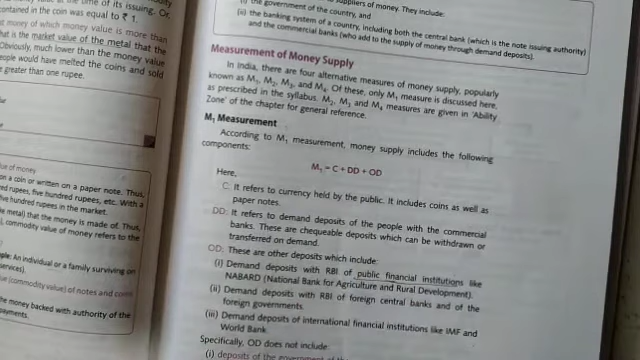 time of its issuing. Or,
contained in the coin was equal to ₹ 1.
money of which money value is more than
that is the market value of the metal that the
Obviously, much lower than the money value
people would have melted the coins and sold
greater than one rupee.
ue of money
on a coin or written on a paper note. Thus,
rupees, five hundred rupees, etc. With a
five hundred rupees in the market.
metal) that the money is made of. Thus,
commodity value of money refers to the
An individual or a family surviving on
services).
(commodity value) of notes and coins
the money backed with authority of the
payments.
suppliers of money. They include:
(i) the government of the country, and
(ii) the banking system of a country, including both the central bank (which is the note issuing authority)
and the commercial banks (who add to the supply of money through demand deposits).
Measurement of Money Supply
In India, there are four alternative measures of money supply, popularly
known as M₁, M₂, M₃, and M₄. Of these, only M₁ measure is discussed here,
as prescribed in the syllabus. M₂, M₃ and M₄ measures are given in 'Ability
Zone' of the chapter for general reference.
M₁ Measurement
According to M₁ measurement, money supply includes the following
components:
M₁ = C + DD + OD
Here,
C: It refers to currency held by the public. It includes coins as well as
paper notes.
DD: It refers to demand deposits of the people with the commercial
banks. These are chequeable deposits which can be withdrawn or
transferred on demand.
OD: These are other deposits which include:
(i) Demand deposits with RBI of public financial institutions like
NABARD (National Bank for Agriculture and Rural Development).
(ii) Demand deposits with RBI of foreign central banks and of the
foreign governments.
(iii) Demand deposits of international financial institutions like IMF and
World Bank.
Specifically, OD does not include:
(i) deposits of the government